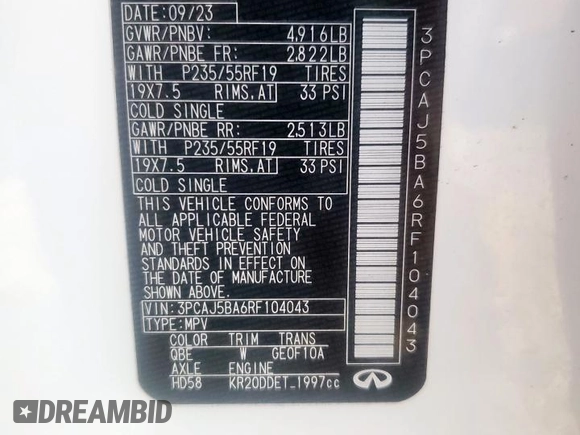 DATE: 09/23
GVWR/PNBV: 4,916LB
GAWR/PNBE FR: 2,822LB
WITH P235/55RF19 TIRES
19X7.5 RIMS,AT 33 PSI
COLD SINGLE
GAWR/PNBE RR: 2,513LB
WITH P235/55RF19 TIRES
19X7.5 RIMS,AT 33 PSI
COLD SINGLE
THIS VEHICLE CONFORMS TO
ALL APPLICABLE FEDERAL
MOTOR VEHICLE SAFETY
AND THEFT PREVENTION
STANDARDS IN EFFECT ON
THE DATE OF MANUFACTURE
SHOWN ABOVE.
VIN: 3PCAJ5BA6RF104043
TYPE: MPV
COLOR TRIM TRANS
QBE W GE0F10A
AXLE ENGINE
HD58 KR20DDET 1997cc
3PCAJ5BA6RF104043
DREAMBID